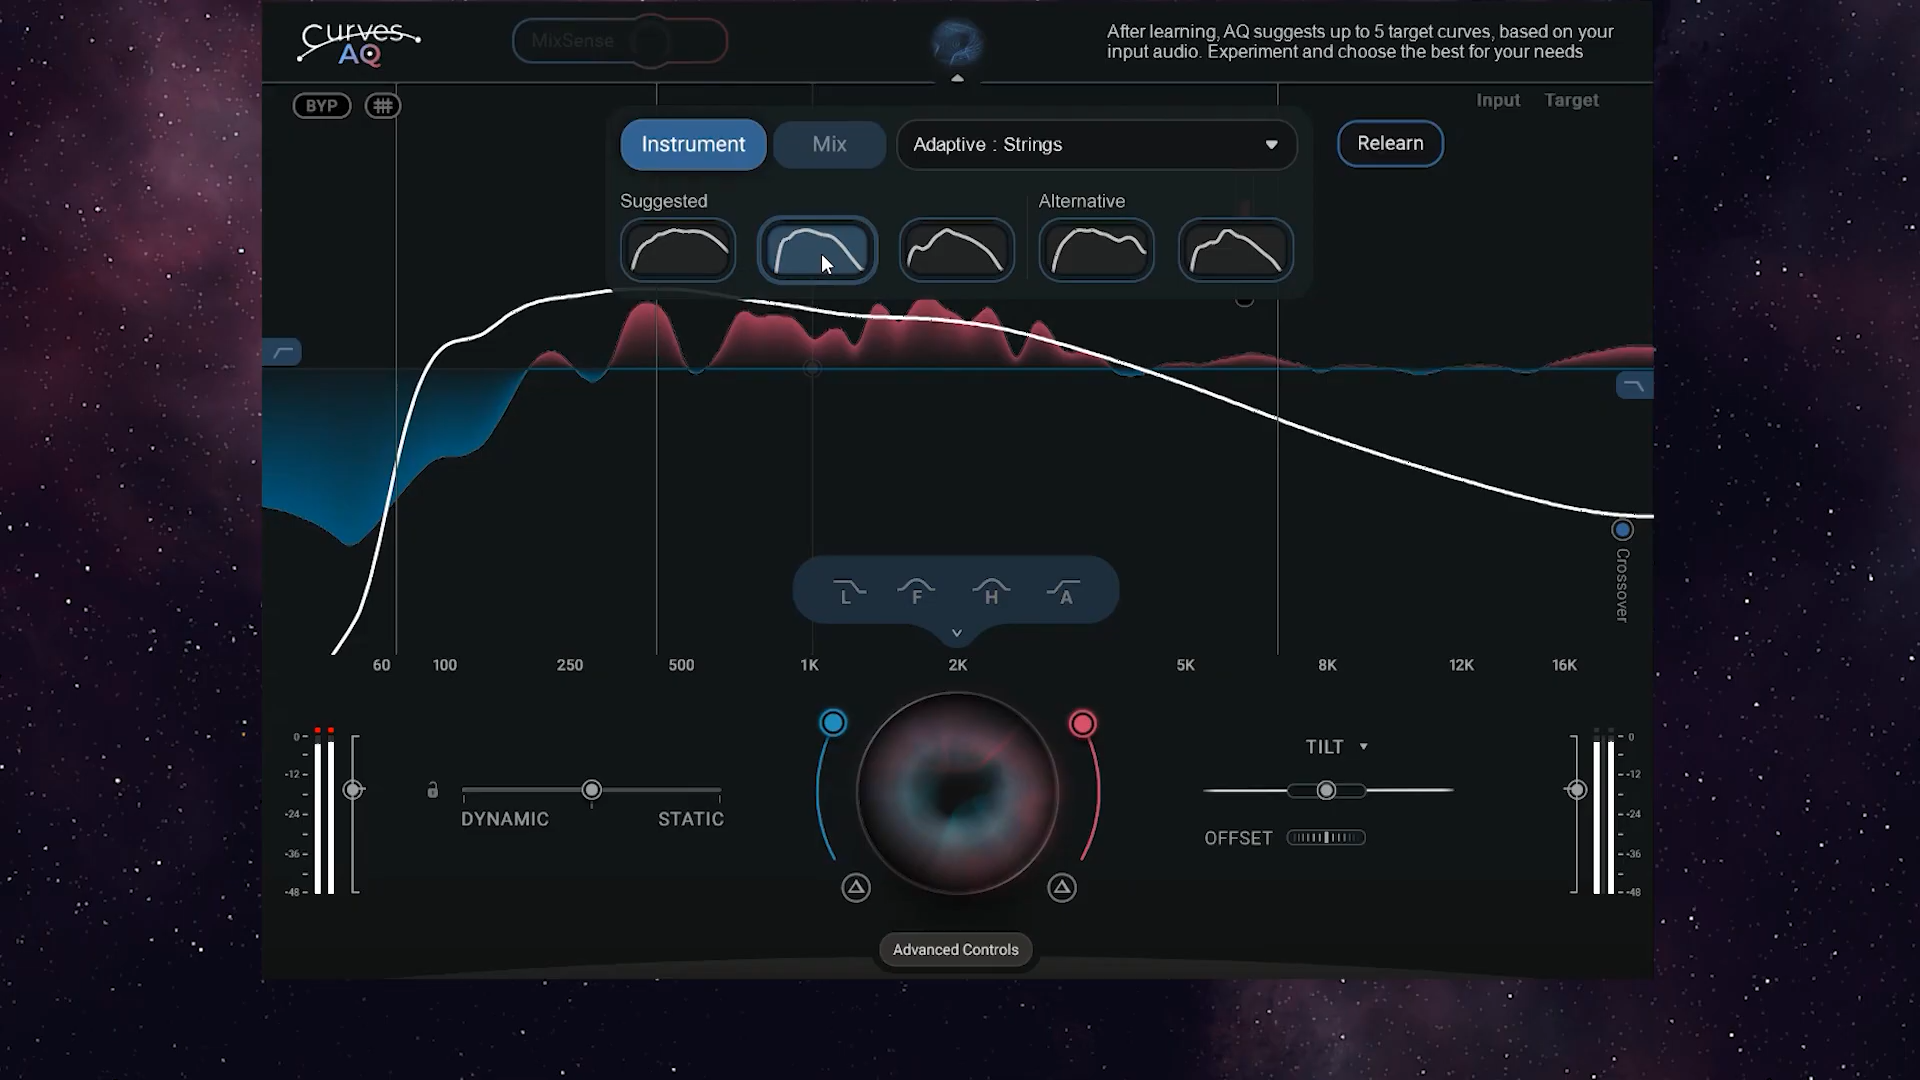 curves
AQ
MixSense
After learning, AQ suggests up to 5 target curves, based on your
input audio. Experiment and choose the best for your needs
BYP
Input Target
Instrument Mix Adaptive : Strings Relearn
Suggested Alternative
Crossover
L F H A
60 100 250 500 1K 2K 5K 8K 12K 16K
0
-12
-24
-36
-48
DYNAMIC STATIC
TILT
OFFSET
0
-12
-24
-36
-48
Advanced Controls